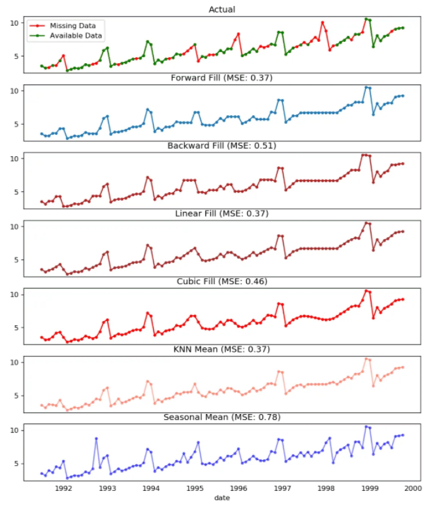 Actual
10
Missing Data
Available Data
5
Forward Fill (MSE: 0.37)
10
5
Backward Fill (MSE: 0.51)
10
5
Linear Fill (MSE: 0.37)
10
5
Cubic Fill (MSE: 0.46)
10
5
KNN Mean (MSE: 0.37)
10
5
Seasonal Mean (MSE: 0.78)
10
5
1992 1993 1994 1995 1996 1997 1998 1999 2000
date